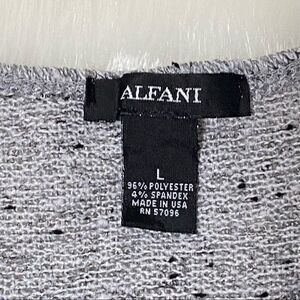 ALFANI
L
96% POLYESTER
4% SPANDEX
MADE IN USA
RN 57096